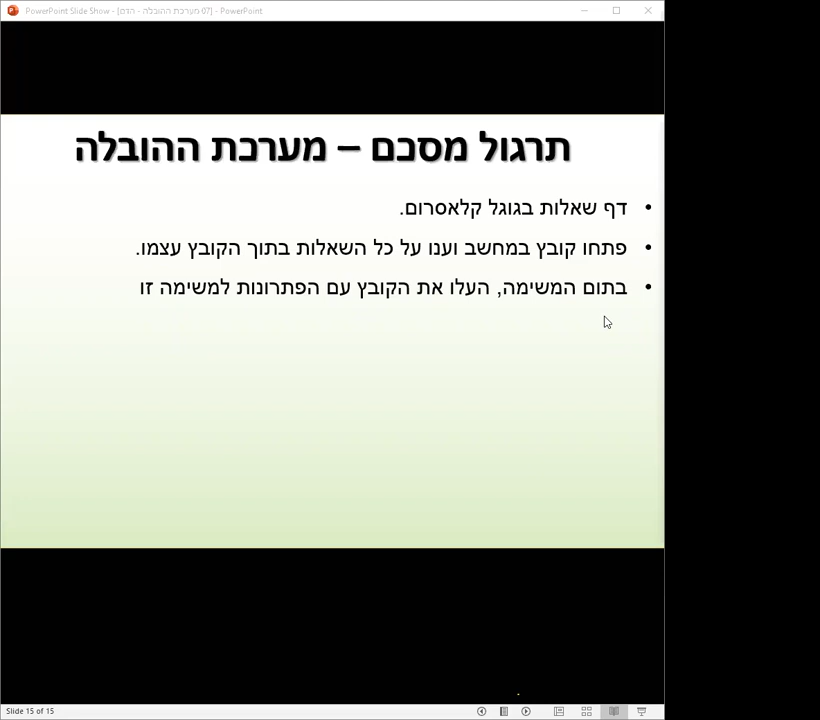 PowerPoint Slide Show - [07 מערכת ההובלה - הדם] - PowerPoint
תרגול מסכם – מערכת ההובלה
• דף שאלות בגוגל קלאסרום.
• פתחו קובץ במחשב וענו על כל השאלות בתוך הקובץ עצמו.
• בתום המשימה, העלו את הקובץ עם הפתרונות למשימה זו
Slide 15 of 15